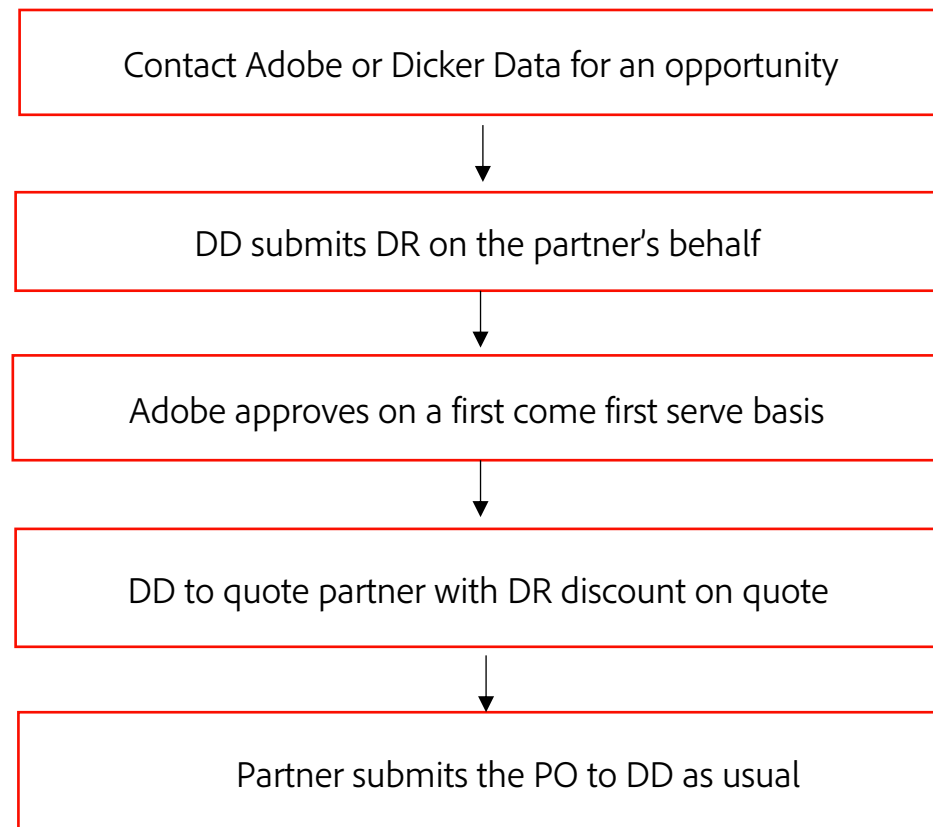 Contact Adobe or Dicker Data for an opportunity
DD submits DR on the partner’s behalf
Adobe approves on a first come first serve basis
DD to quote partner with DR discount on quote
Partner submits the PO to DD as usual